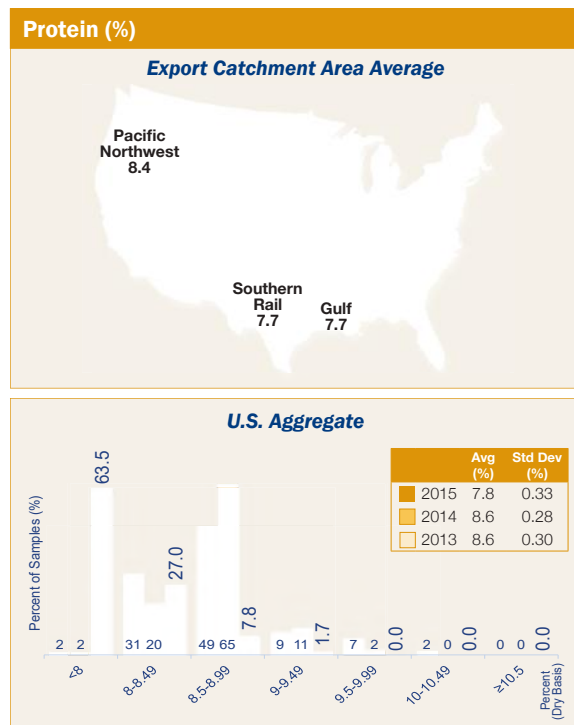 Protein (%)
Export Catchment Area Average
Pacific
Northwest
8.4
Southern
Rail
7.7
Gulf
7.7
U.S. Aggregate
Avg
(%)
Std Dev
(%)
2015 7.8 0.33
2014 8.6 0.28
2013 8.6 0.30
Percent of Samples (%)
2 2 63.5
31 20 27.0
49 65 7.8
9 11 1.7
7 2 0.0
2 0 0.0
0 0 0.0
<8
8-8.49
8.5-8.99
9-9.49
9.5-9.99
10-10.49
≥10.5
Percent
(Dry Basis)